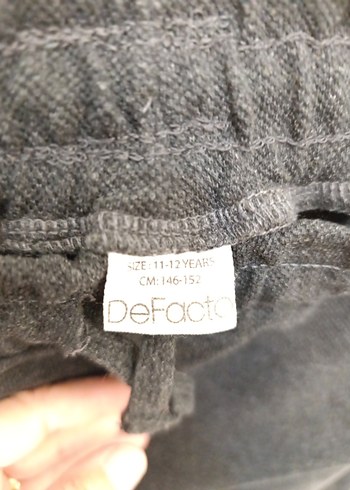 SIZE: 11-12 YEARS
CM: 146-152
DeFacto